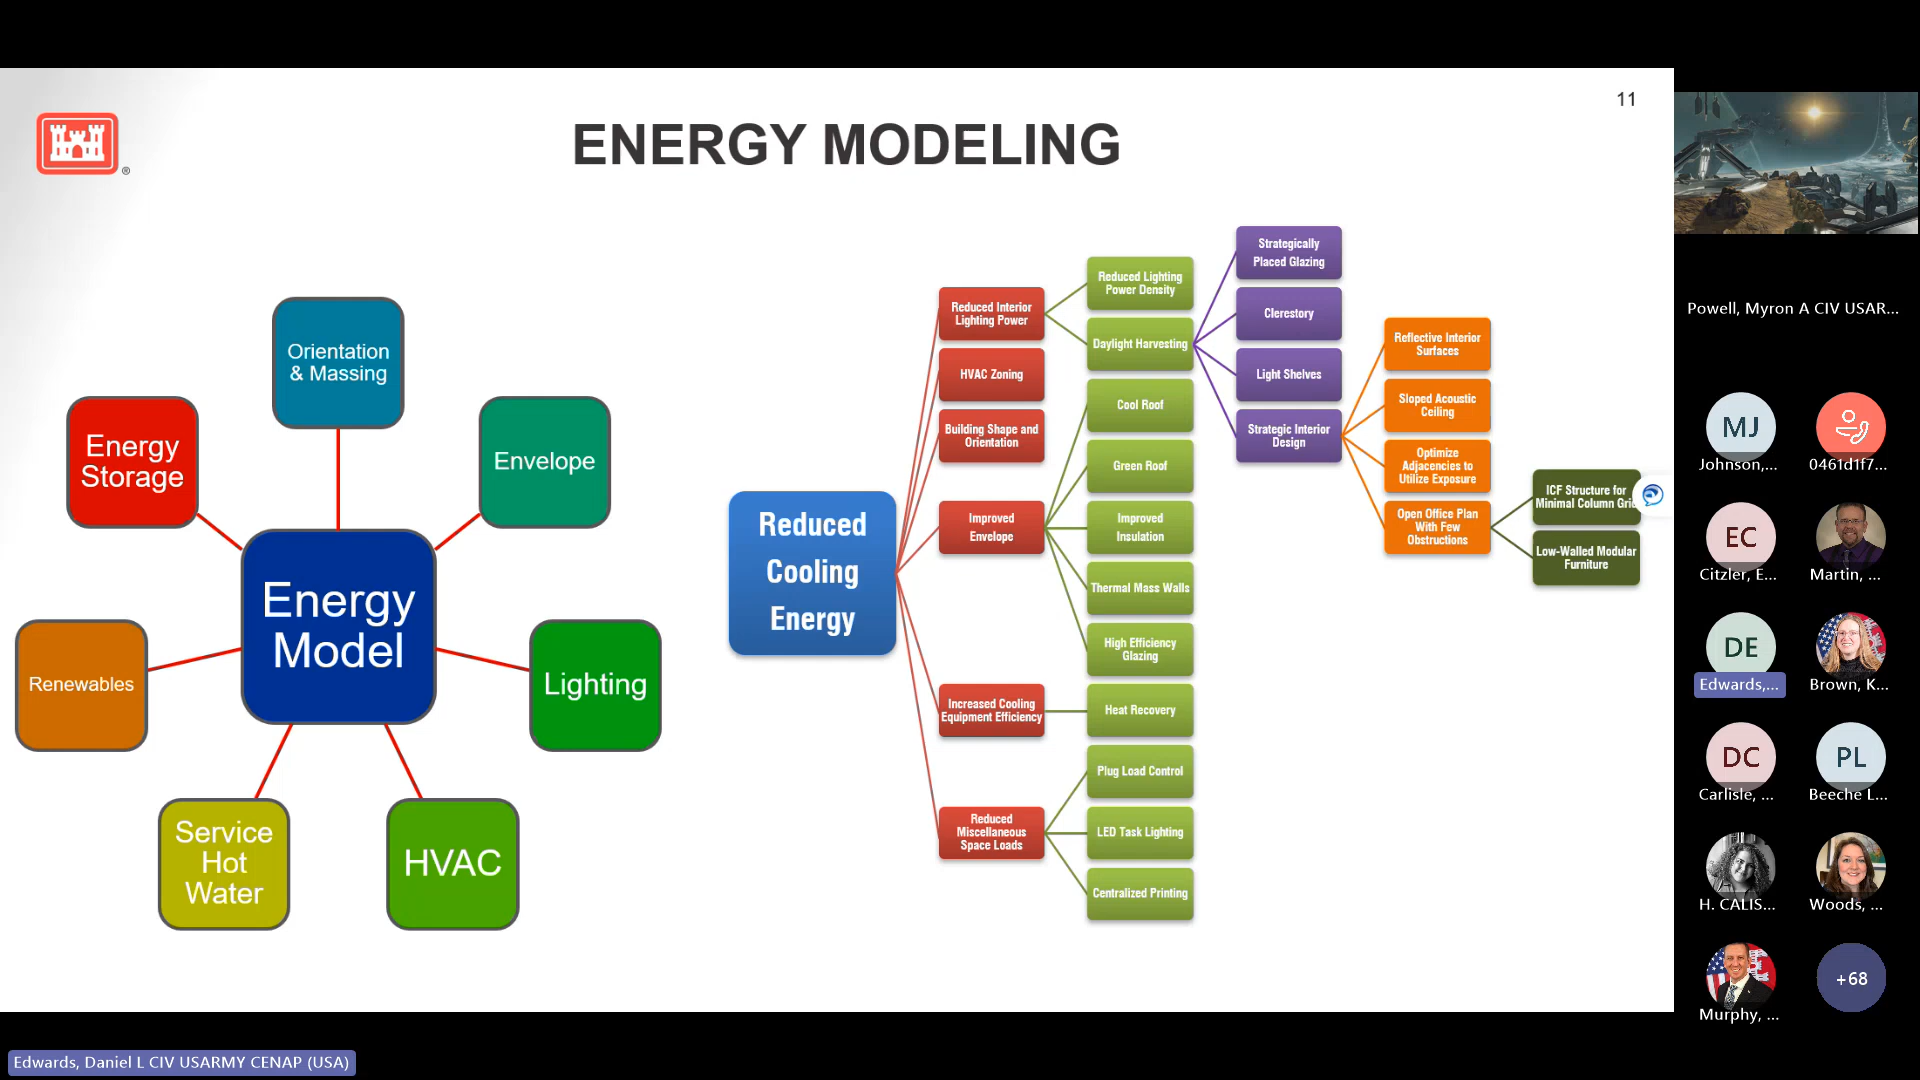 11
ENERGY MODELING
®
Orientation
& Massing
Energy
Storage
Envelope
Energy
Model
Renewables
Lighting
Service
Hot
Water
HVAC
Reduced
Cooling
Energy
Reduced Interior
Lighting Power
HVAC Zoning
Building Shape and
Orientation
Improved
Envelope
Increased Cooling
Equipment Efficiency
Reduced
Miscellaneous
Space Loads
Reduced Lighting
Power Density
Daylight Harvesting
Cool Roof
Green Roof
Improved
Insulation
Thermal Mass Walls
High Efficiency
Glazing
Heat Recovery
Plug Load Control
LED Task Lighting
Centralized Printing
Strategically
Placed Glazing
Clerestory
Light Shelves
Strategic Interior
Design
Reflective Interior
Surfaces
Sloped Acoustic
Ceiling
Optimize
Adjacencies to
Utilize Exposure
Open Office Plan
With Few
Obstructions
ICF Structure for
Minimal Column Grid
Low-Walled Modular
Furniture
Powell, Myron A CIV USAR...
MJ
Johnson,...
0461d1f7...
EC
Citzler, E...
Martin, ...
DE
Edwards,...
Brown, K...
DC
Carlisle, ...
PL
Beeche L...
H. CALIS...
Woods, ...
Murphy, ...
+68
Edwards, Daniel L CIV USARMY CENAP (USA)